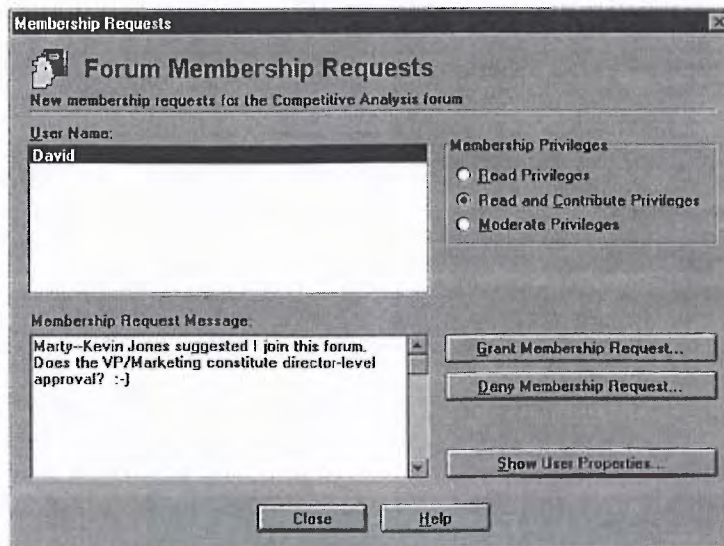 Membership Requests
Forum Membership Requests
New membership requests for the Competitive Analysis forum
User Name:
David
Membership Privileges
Read Privileges
Read and Contribute Privileges
Moderate Privileges
Membership Request Message:
Marty--Kevin Jones suggested I join this forum.
Does the VP/Marketing constitute director-level
approval?  :-)
Grant Membership Request...
Deny Membership Request...
Show User Properties...
Close
Help